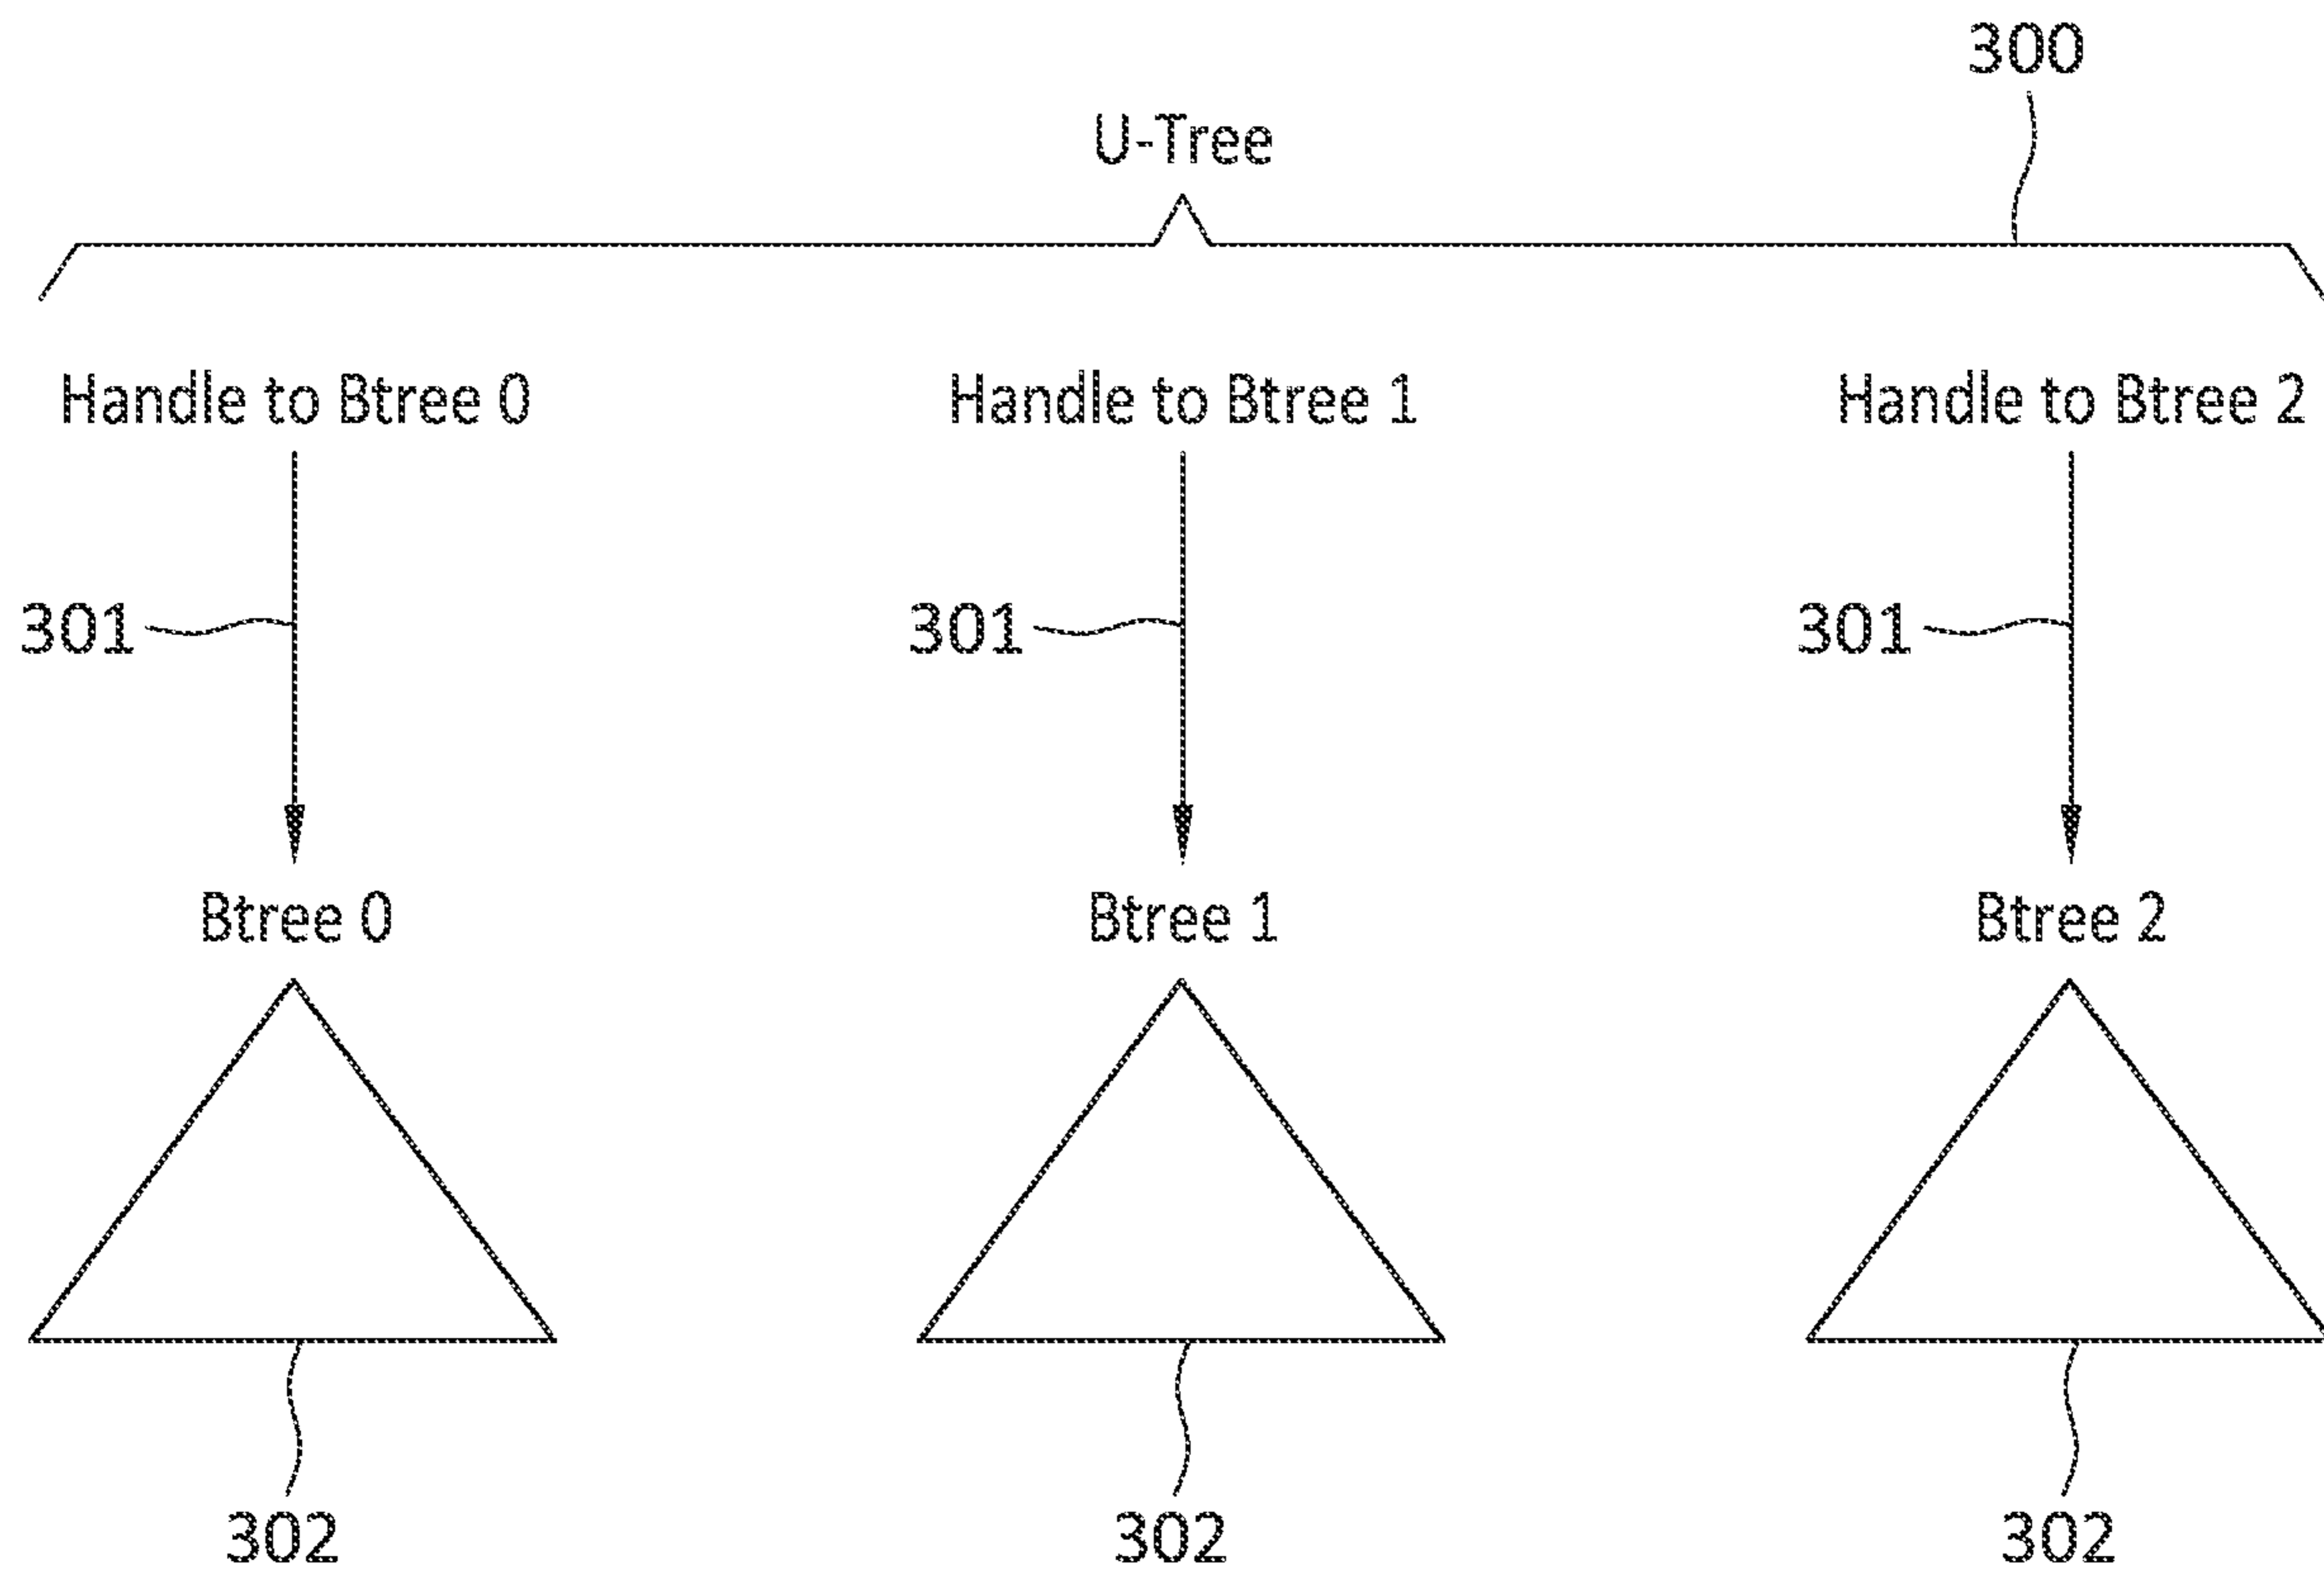 300
U-Tree
Handle to Btree 0
Handle to Btree 1
Handle to Btree 2
301
301
301
Btree 0
Btree 1
Btree 2
302
302
302